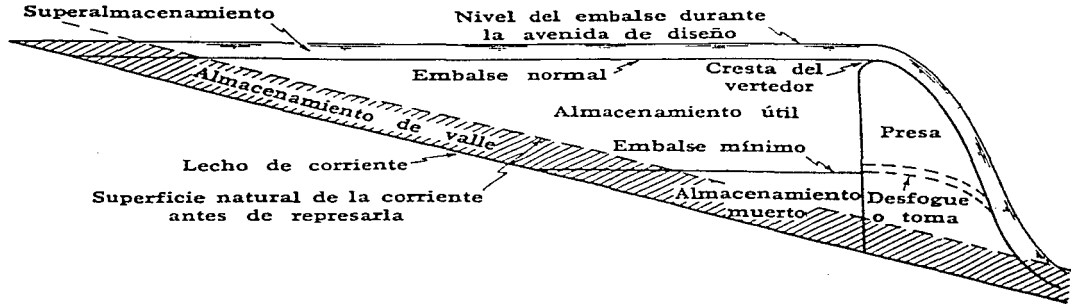 Superalmacenamiento
Nivel del embalse durante
la avenida de diseño
Embalse normal
Cresta del
vertedor
Almacenamiento de valle
Almacenamiento útil
Presa
Lecho de corriente
Embalse mínimo
Superficie natural de la corriente
antes de represarla
Almacenamiento
muerto
Desfogue
o toma